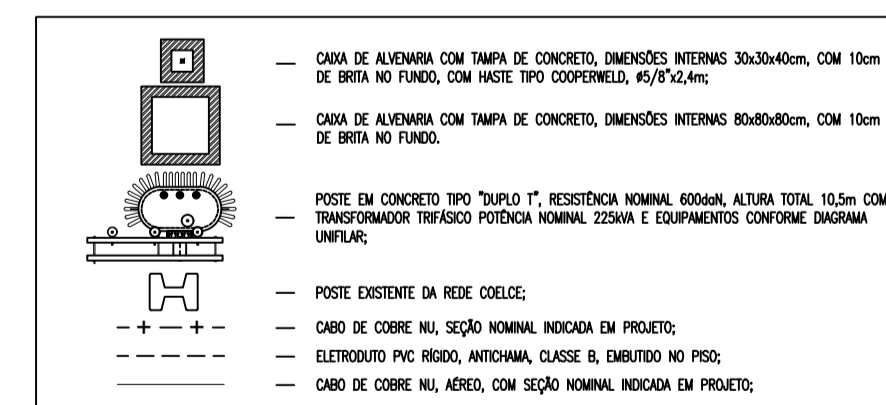 CAIXA DE ALVENARIA COM TAMPA DE CONCRETO, DIMENSÕES INTERNAS 30x30x40cm, COM 10cm
DE BRITA NO FUNDO, COM HASTE TIPO COOPERWELD, ø5/8"x2,4m;
CAIXA DE ALVENARIA COM TAMPA DE CONCRETO, DIMENSÕES INTERNAS 80x80x80cm, COM 10cm
DE BRITA NO FUNDO.
POSTE EM CONCRETO TIPO "DUPLO T", RESISTÊNCIA NOMINAL 600daN, ALTURA TOTAL 10,5m COM
TRANSFORMADOR TRIFÁSICO POTÊNCIA NOMINAL 225kVA E EQUIPAMENTOS CONFORME DIAGRAMA
UNIFILAR;
POSTE EXISTENTE DA REDE COELCE;
CABO DE COBRE NU, SEÇÃO NOMINAL INDICADA EM PROJETO;
ELETRODUTO PVC RÍGIDO, ANTICHAMA, CLASSE B, EMBUTIDO NO PISO;
CABO DE COBRE NU, AÉREO, COM SEÇÃO NOMINAL INDICADA EM PROJETO;